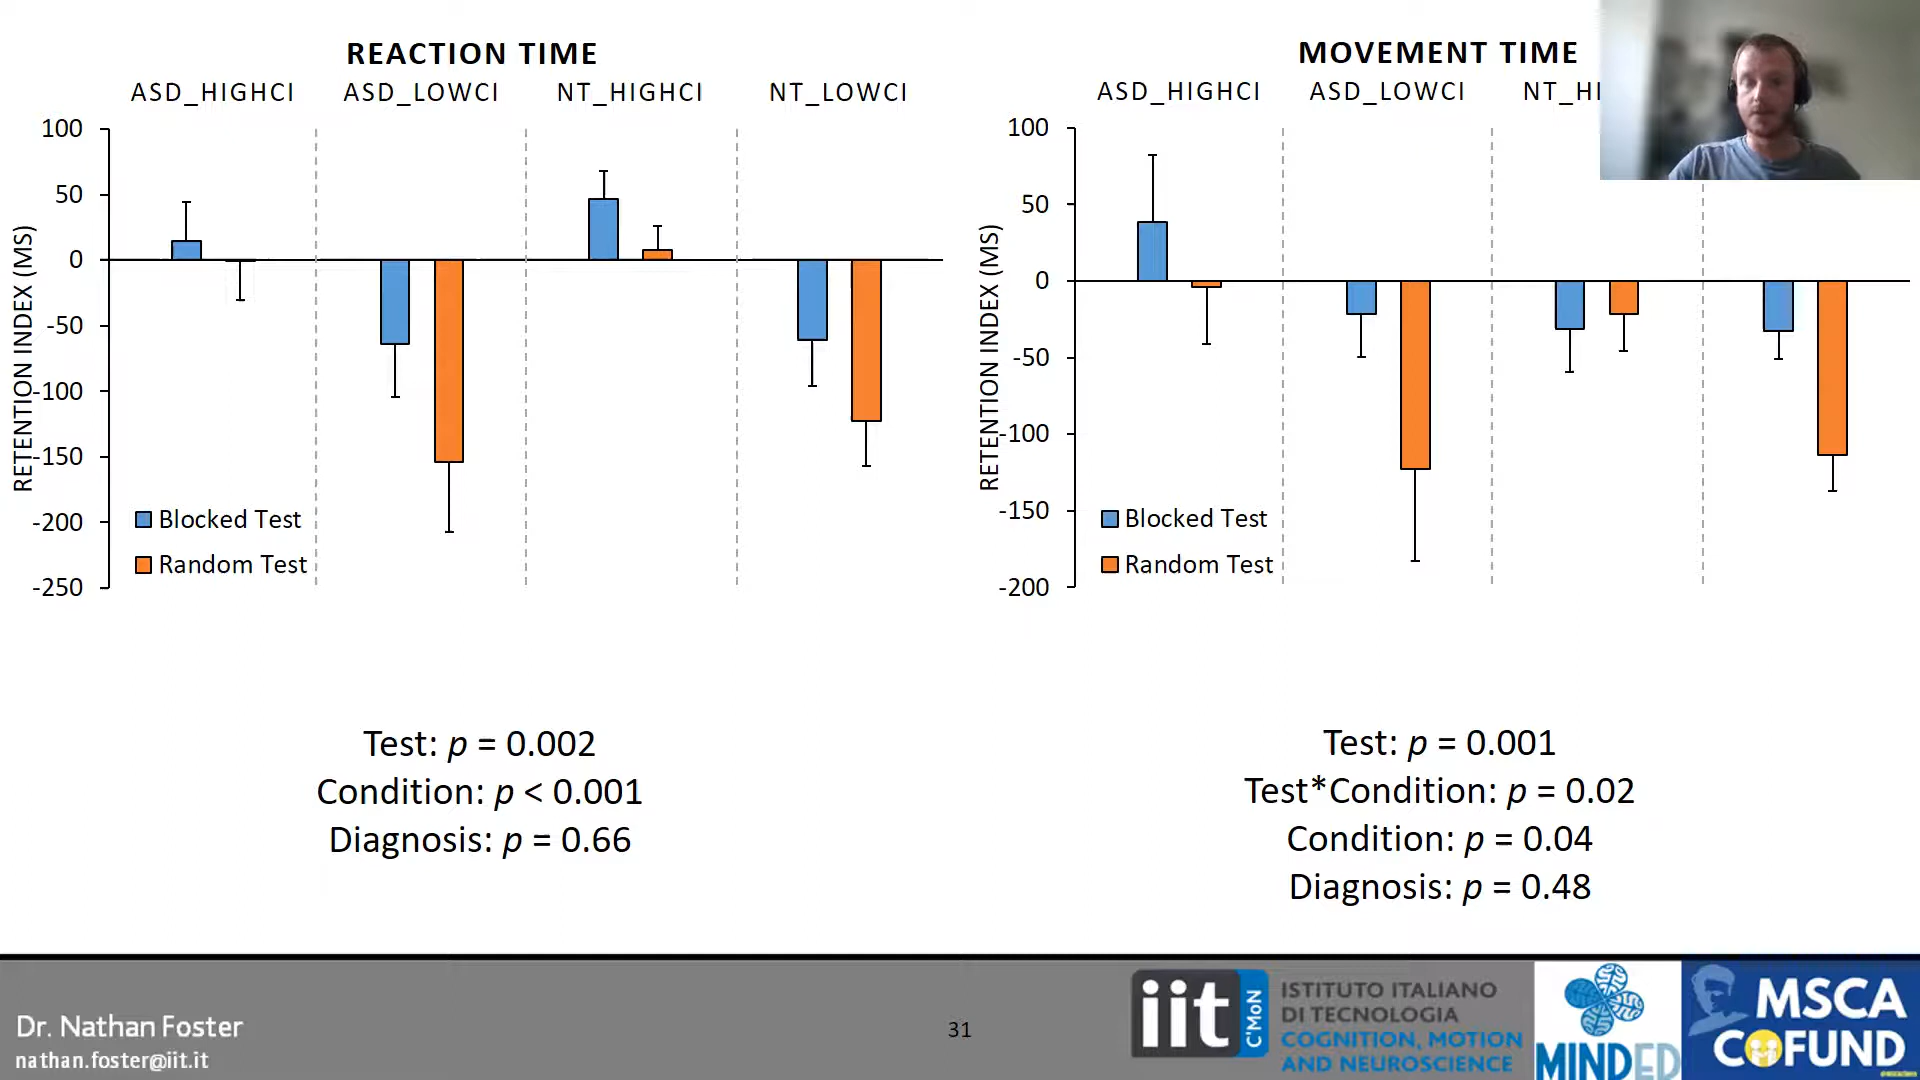 REACTION TIME
ASD_HIGHCI ASD_LOWCI NT_HIGHCI NT_LOWCI
100
50
0
-50
-100
-150
-200
-250
RETENTION INDEX (MS)
Blocked Test
Random Test
MOVEMENT TIME
ASD_HIGHCI ASD_LOWCI NT_HI
100
50
0
-50
-100
-150
-200
RETENTION INDEX (MS)
Blocked Test
Random Test
Test: p = 0.002
Condition: p < 0.001
Diagnosis: p = 0.66
Test: p = 0.001
Test*Condition: p = 0.02
Condition: p = 0.04
Diagnosis: p = 0.48
Dr. Nathan Foster
nathan.foster@iit.it
31
iit C'MoN
ISTITUTO ITALIANO
DI TECNOLOGIA
COGNITION, MOTION
AND NEUROSCIENCE
MINDED
MSCA
COFUND